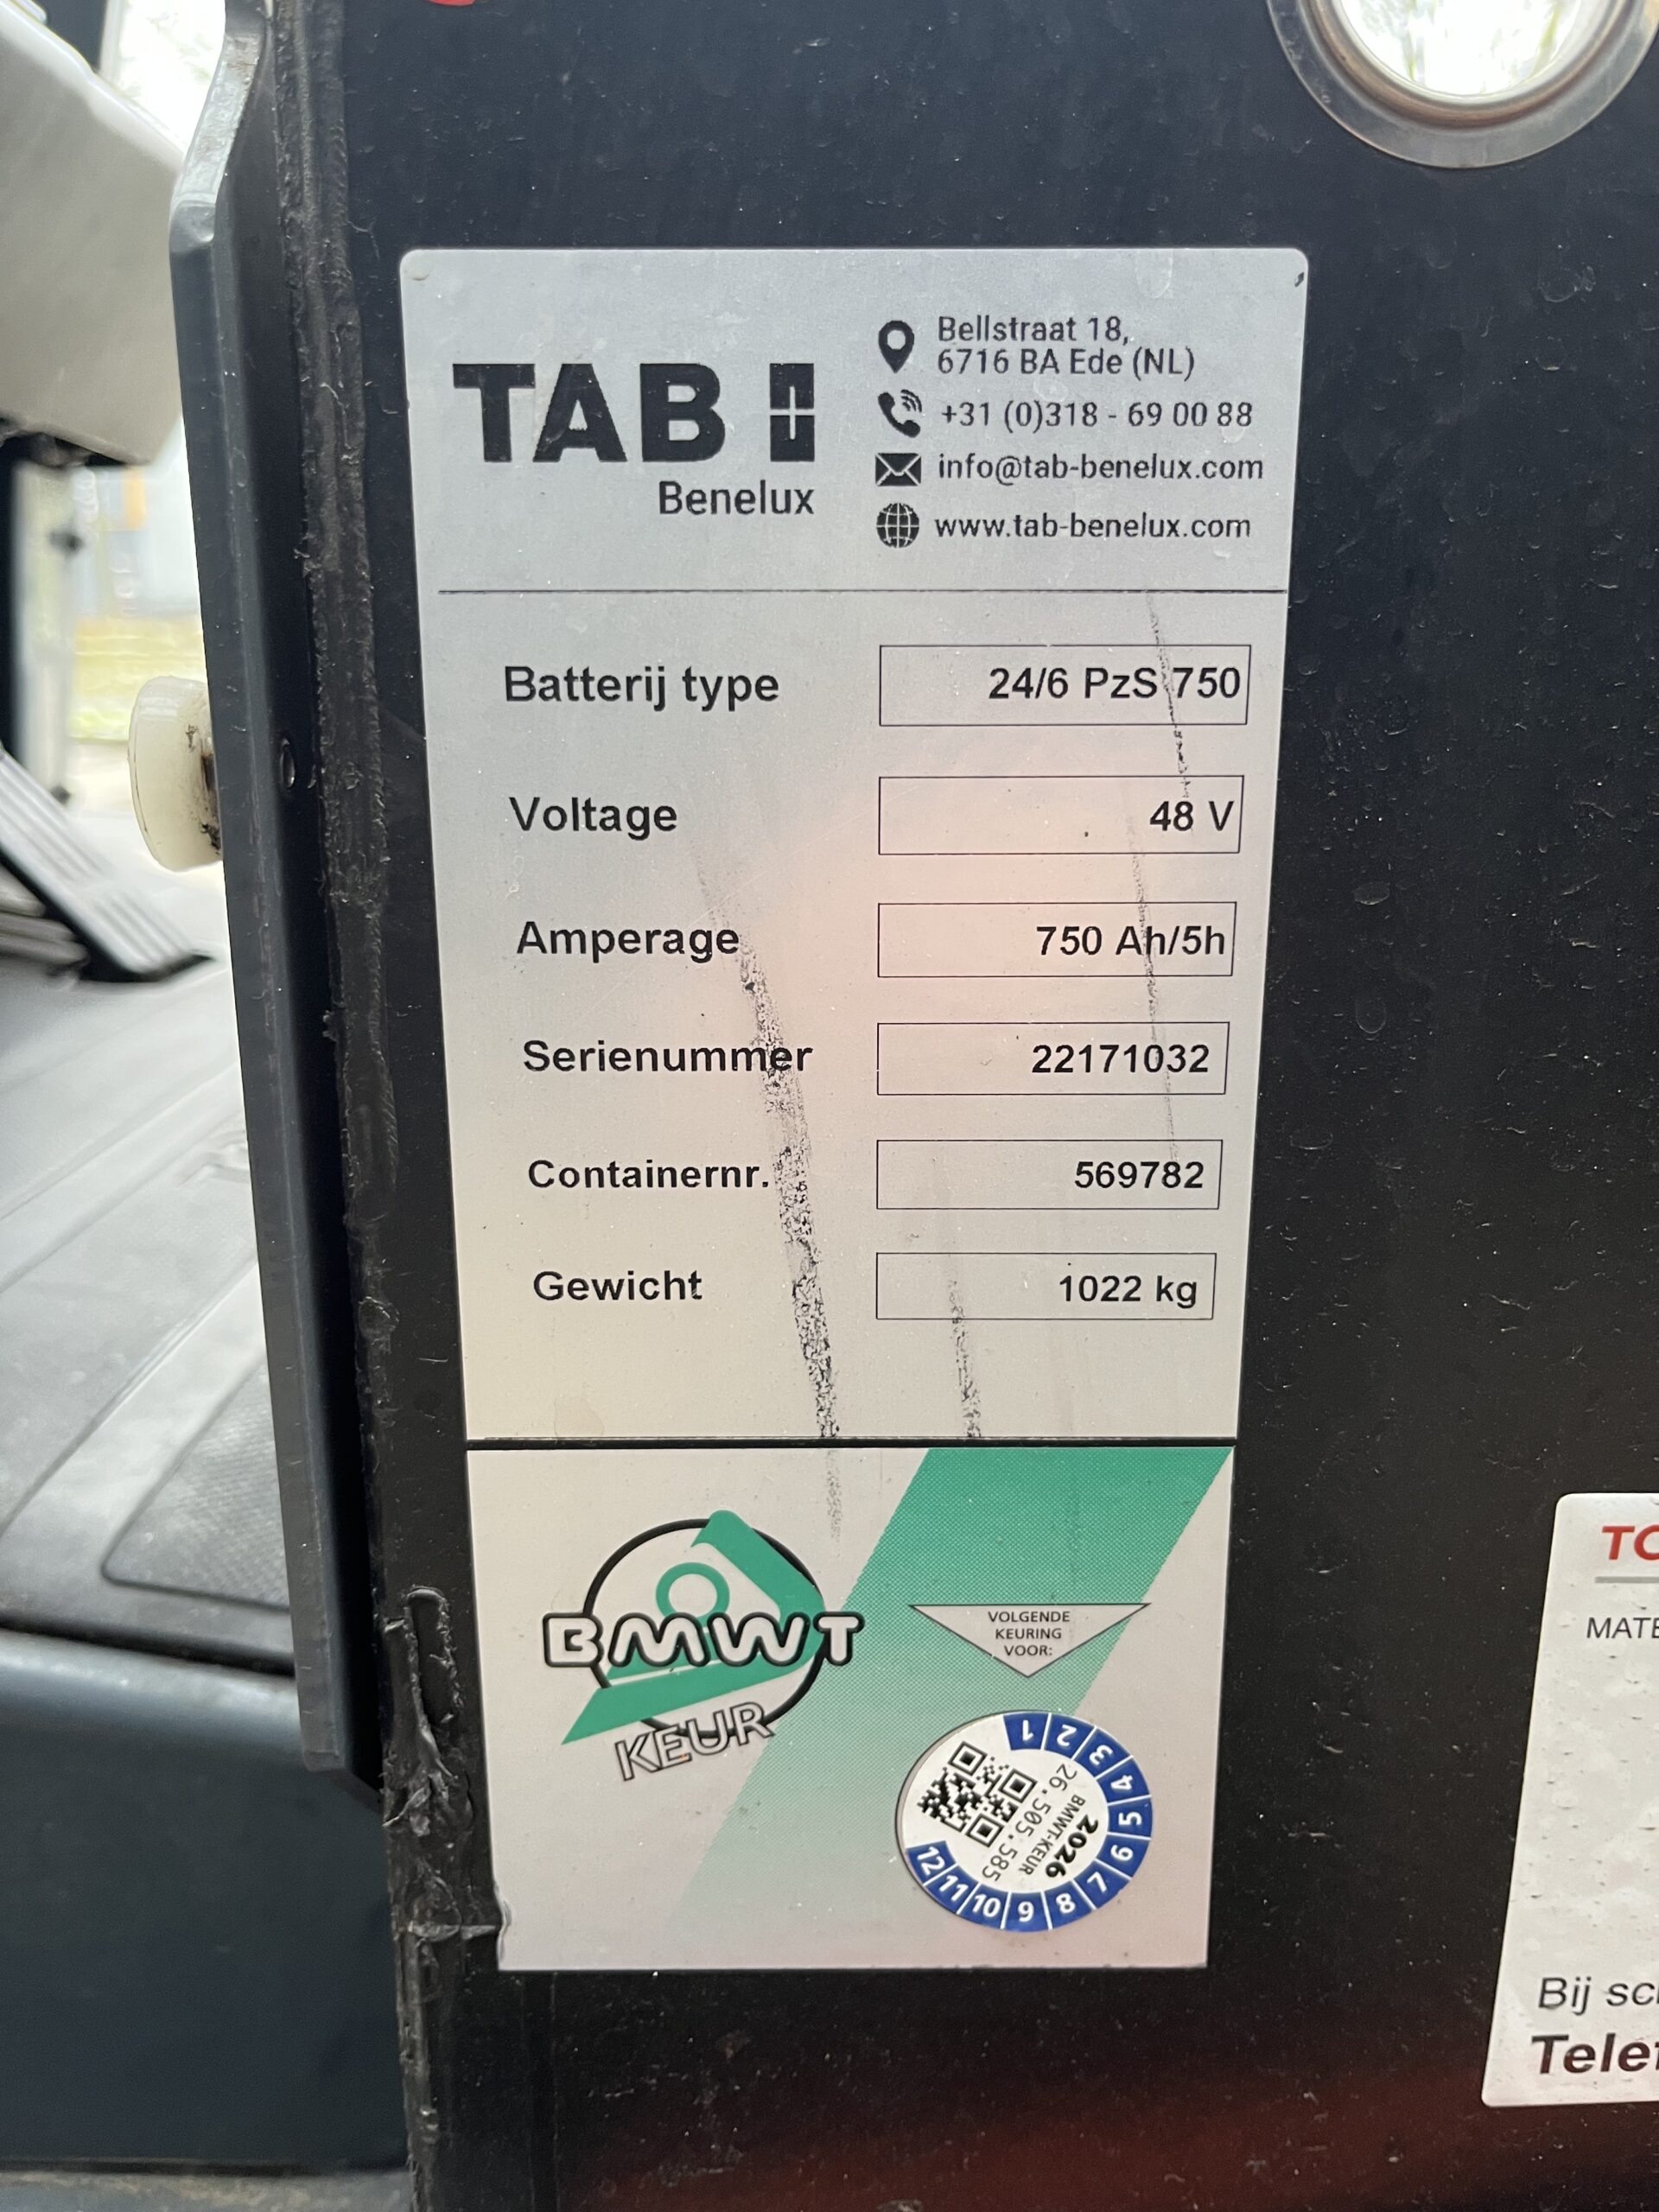 TAB
Benelux
Bellstraat 18,
6716 BA Ede (NL)
+31 (0)318 - 69 00 88
info@tab-benelux.com
www.tab-benelux.com
Batterij type 24/6 PzS 750
Voltage 48 V
Amperage 750 Ah/5h
Serienummer 22171032
Containernr. 569782
Gewicht 1022 kg
BMWT
KEUR
VOLGENDE
KEURING
VOOR:
1 2 3 4 5 6 7 8 9 10 11 12
2026
BMWT-KEUR
26.505.585
Bij